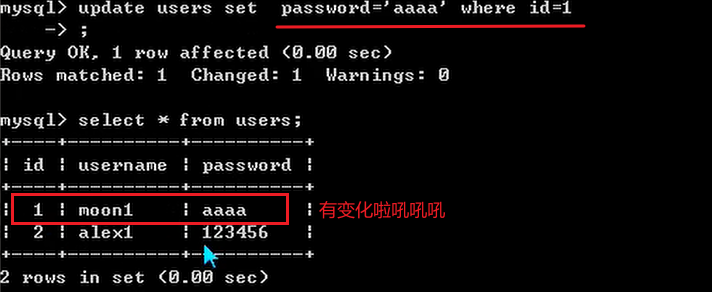 mysql> update users set  password='aaaa' where id=1
    -> ;
Query OK, 1 row affected (0.00 sec)
Rows matched: 1  Changed: 1  Warnings: 0
mysql> select * from users;
+----+----------+----------+
| id | username | password |
+----+----------+----------+
|  1 | moon1    | aaaa     | 有变化啦吼吼吼
|  2 | alex1    | 123456   |
+----+----------+----------+
2 rows in set (0.00 sec)